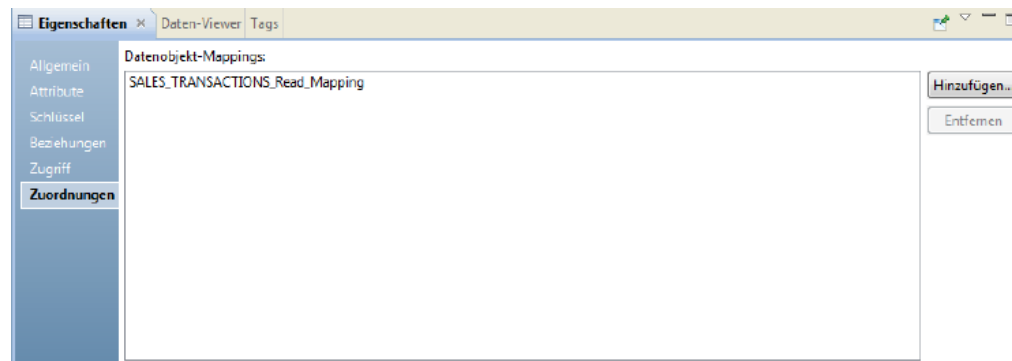 Eigenschaften Daten-Viewer Tags
Allgemein
Attribute
Schlüssel
Beziehungen
Zugriff
Zuordnungen
Datenobjekt-Mappings:
SALES_TRANSACTIONS_Read_Mapping
Hinzufügen...
Entfernen